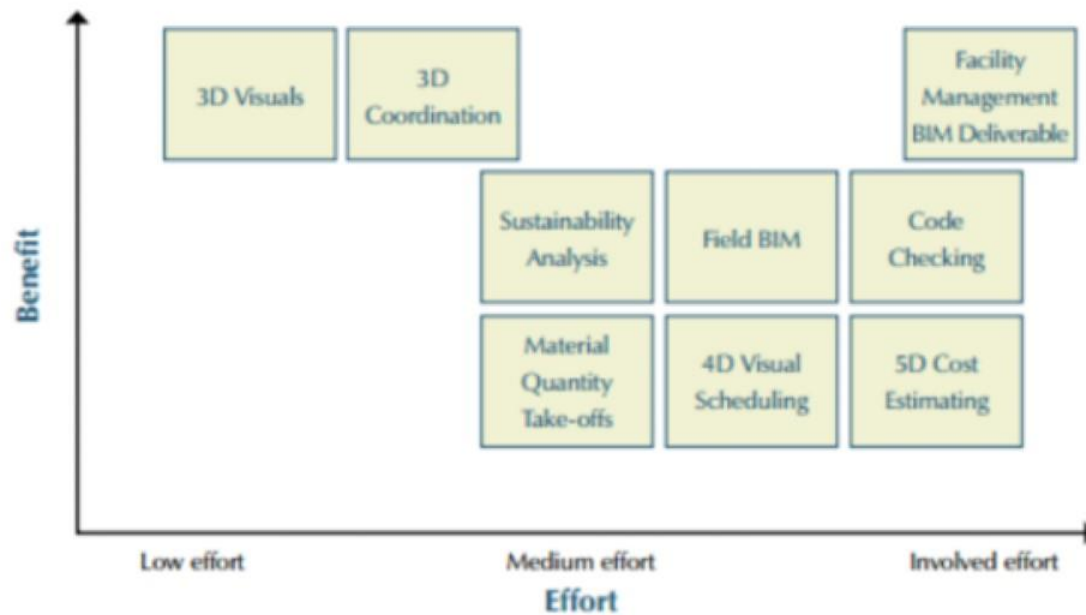 3D Visuals
3D
Coordination
Facility
Management
BIM Deliverable
Sustainability
Analysis
Field BIM
Code
Checking
Benefit
Material
Quantity
Take-offs
4D Visual
Scheduling
5D Cost
Estimating
Low effort
Medium effort
Involved effort
Effort